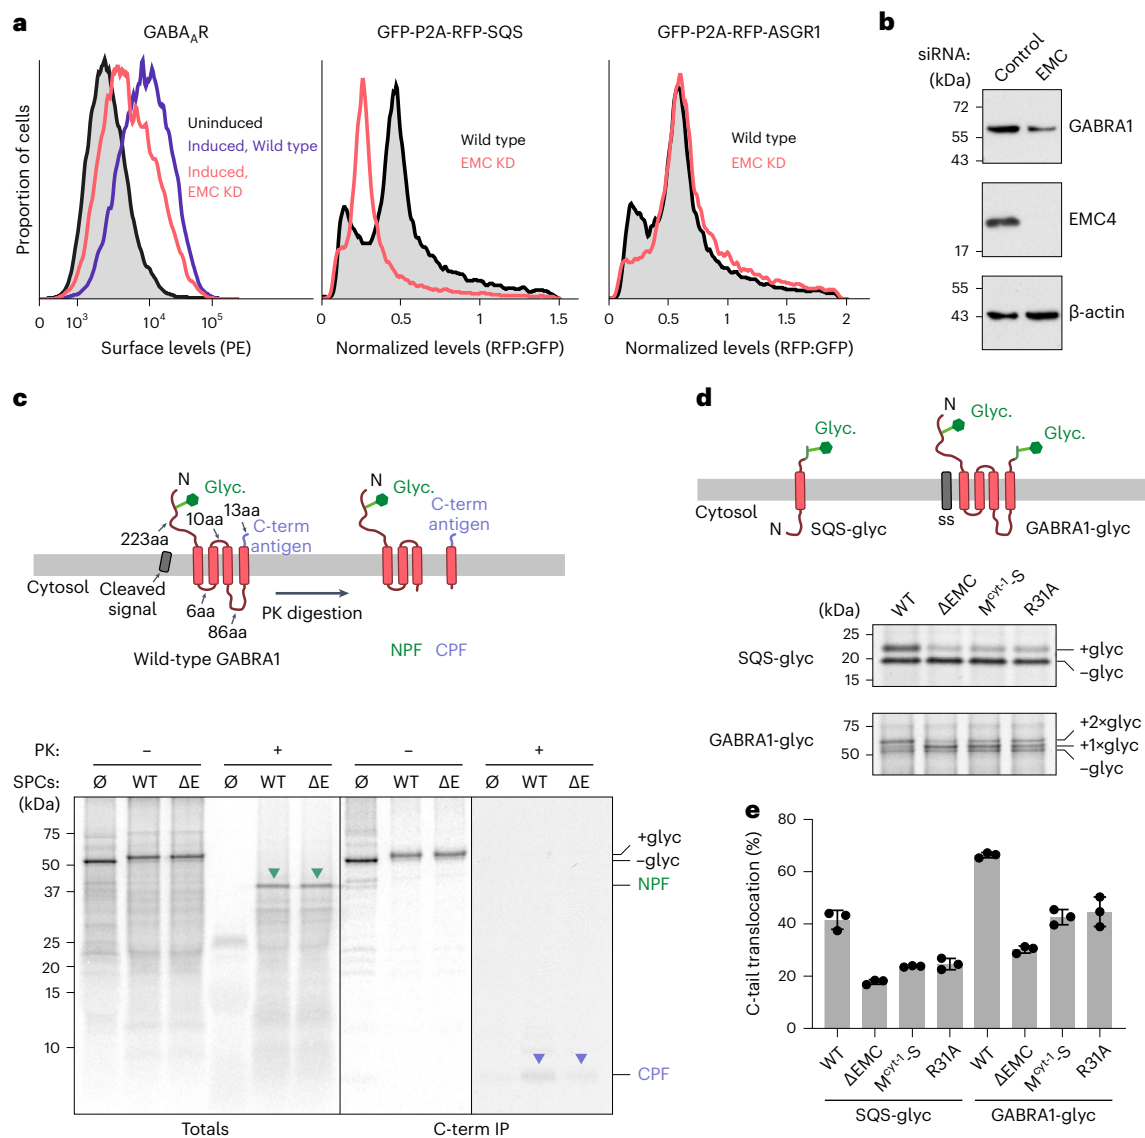 a
GABA_AR
GFP-P2A-RFP-SQS
GFP-P2A-RFP-ASGR1
Proportion of cells
Uninduced
Induced, Wild type
Induced,
EMC KD
Wild type
EMC KD
Wild type
EMC KD
0 10³ 10⁴ 10⁵
0 0.5 1 1.5
0 0.5 1 1.5 2
Surface levels (PE)
Normalized levels (RFP:GFP)
Normalized levels (RFP:GFP)
b
siRNA:
(kDa)
Control
EMC
72
55
43
GABRA1
17
EMC4
55
43
β-actin
c
N
Glyc.
13aa
10aa
C-term
antigen
223aa
Cytosol
Cleaved
signal
6aa
86aa
Wild-type GABRA1
PK digestion
N
Glyc.
C-term
antigen
NPF CPF
PK: – + – +
SPCs: Ø WT ΔE Ø WT ΔE Ø WT ΔE Ø WT ΔE
(kDa)
75
50
37
25
20
15
10
+glyc
–glyc
NPF
CPF
Totals
C-term IP
d
Glyc.
N
Glyc.
Glyc.
Cytosol
N
SQS-glyc
ss
GABRA1-glyc
(kDa)
WT
ΔEMC
M^cyt-1-S
R31A
SQS-glyc
25
20
15
+glyc
–glyc
GABRA1-glyc
75
50
+2×glyc
+1×glyc
–glyc
e
C-tail translocation (%)
80
60
40
20
0
WT
ΔEMC
M^cyt-1-S
R31A
WT
ΔEMC
M^cyt-1-S
R31A
SQS-glyc
GABRA1-glyc